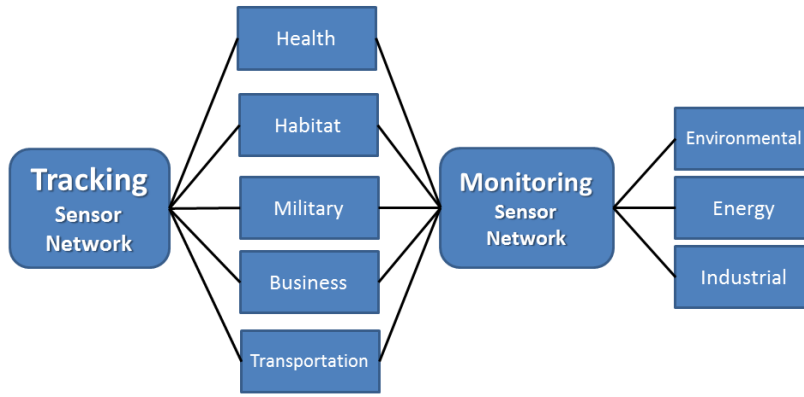 Tracking
Sensor
Network
Health
Habitat
Military
Business
Transportation
Monitoring
Sensor
Network
Environmental
Energy
Industrial